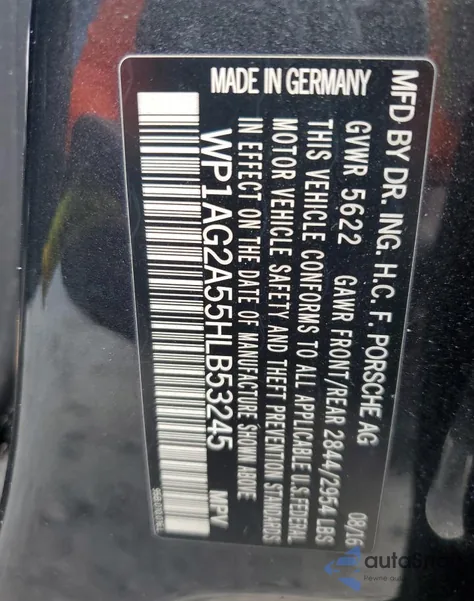 MFD BY DR. ING. H.C. F. PORSCHE AG
08/16
GVWR 5622 GAWR FRONT/REAR 2844/2954 LBS
THIS VEHICLE CONFORMS TO ALL APPLICABLE U.S.FEDERAL
MOTOR VEHICLE SAFETY AND THEFT PREVENTION STANDARDS
IN EFFECT ON THE DATE OF MANUFACTURE SHOWN ABOVE
WP1AG2A55HLB53245
MPV
MADE IN GERMANY